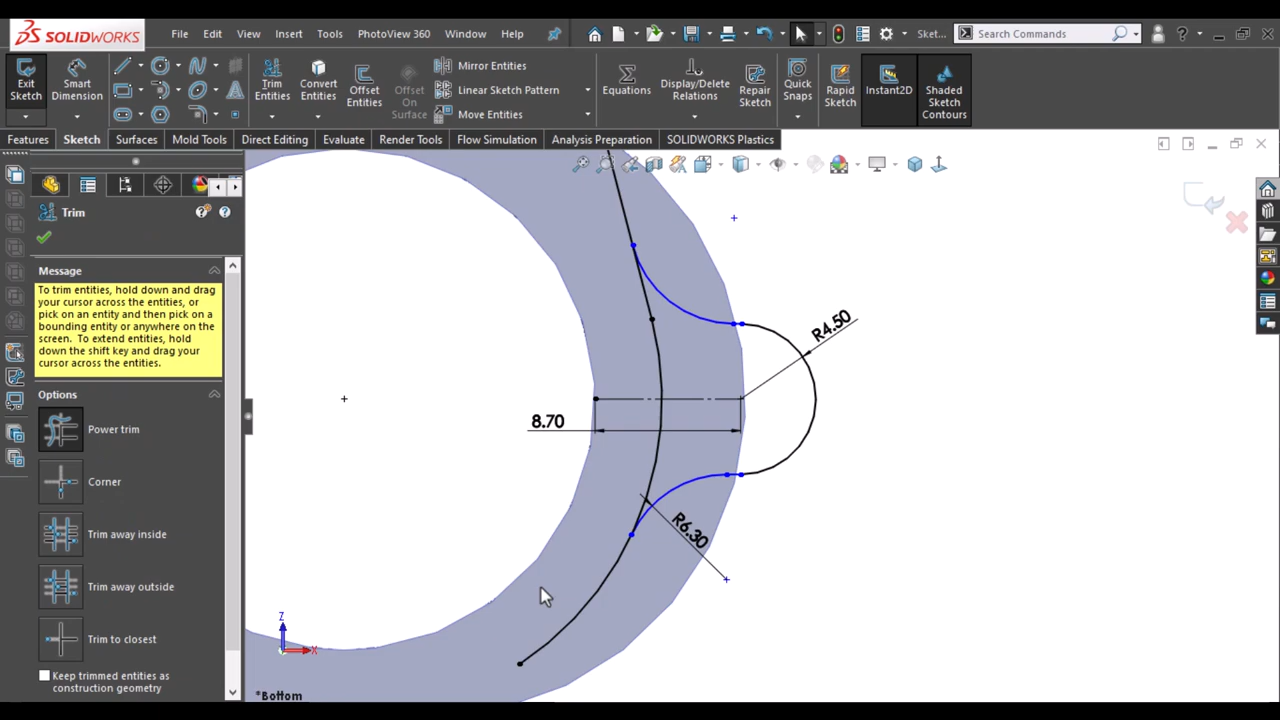 SOLIDWORKS
File Edit View Insert Tools PhotoView 360 Window Help
Sket...
Search Commands
?
Exit Sketch
Smart Dimension
Trim Entities
Convert Entities
Offset Entities
Offset On Surface
Mirror Entities
Linear Sketch Pattern
Move Entities
Equations
Display/Delete Relations
Repair Sketch
Quick Snaps
Rapid Sketch
Instant2D
Shaded Sketch Contours
Features Sketch Surfaces Mold Tools Direct Editing Evaluate Render Tools Flow Simulation Analysis Preparation SOLIDWORKS Plastics
Trim
Message
To trim entities, hold down and drag
your cursor across the entities, or
pick on an entity and then pick on a
bounding entity or anywhere on the
screen. To extend entities, hold
down the shift key and drag your
cursor across the entities.
Options
Power trim
Corner
Trim away inside
Trim away outside
Trim to closest
Keep trimmed entities as
construction geometry
R4.50
8.70
R6.30
Z
X
*Bottom